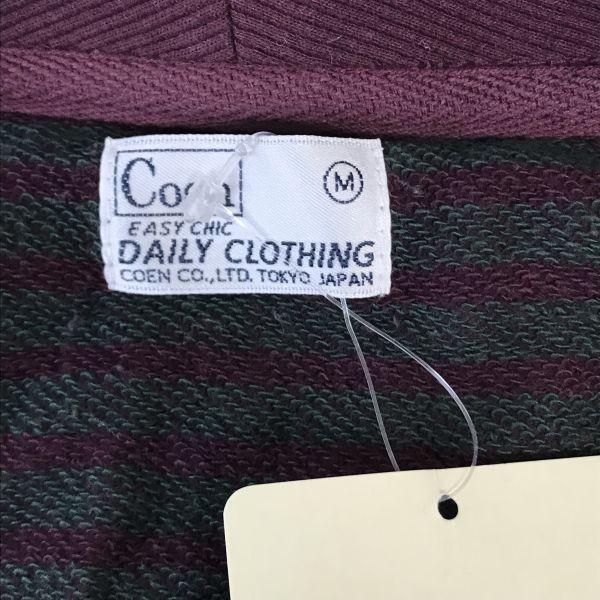 Coen
M
EASY CHIC
DAILY CLOTHING
COEN CO., LTD. TOKYO JAPAN